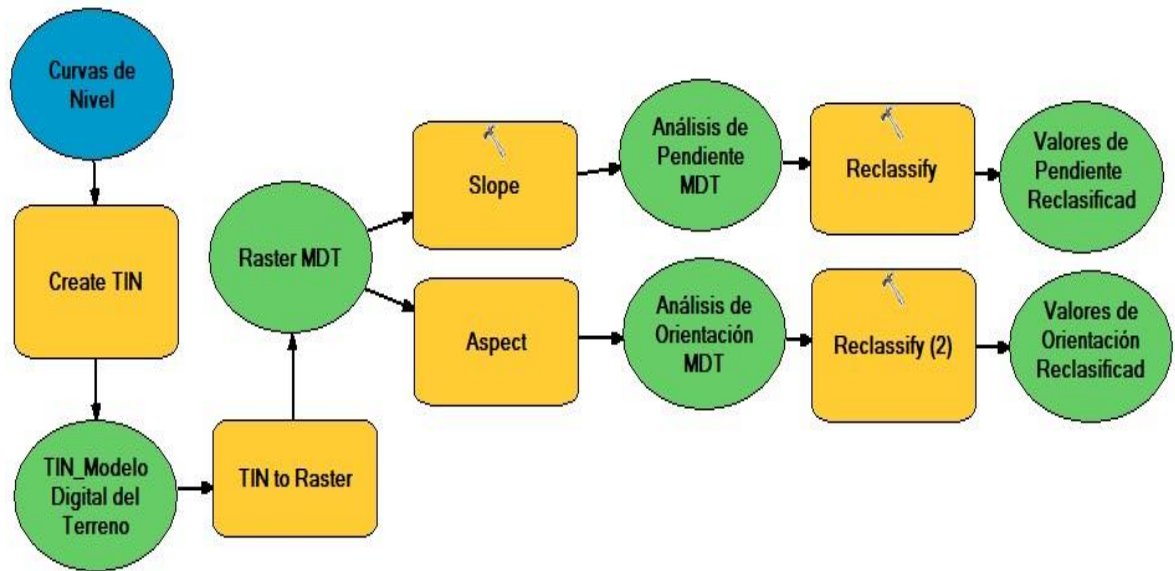 Curvas de
Nivel
Create TIN
TIN_Modelo
Digital del
Terreno
TIN to Raster
Raster MDT
Slope
Análisis de
Pendiente
MDT
Reclassify
Valores de
Pendiente
Reclasificad
Aspect
Análisis de
Orientación
MDT
Reclassify (2)
Valores de
Orientación
Reclasificad